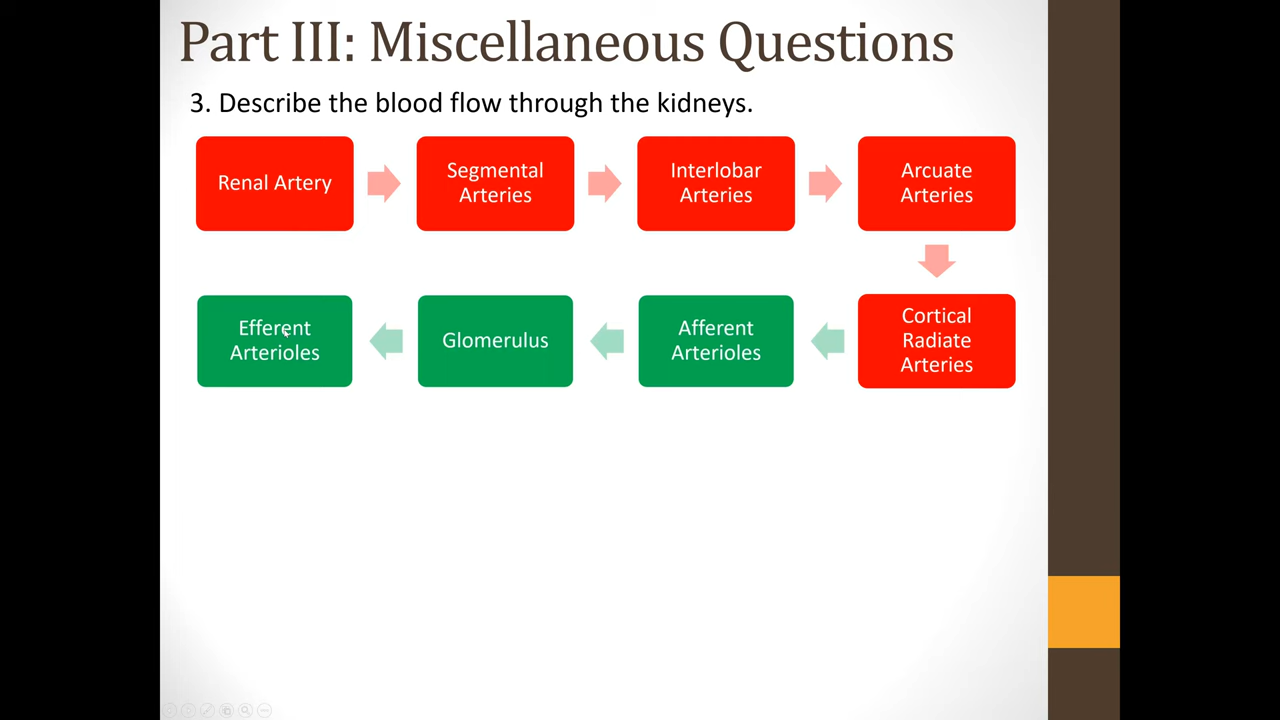 Part III: Miscellaneous Questions
3. Describe the blood flow through the kidneys.
Renal Artery
Segmental
Arteries
Interlobar
Arteries
Arcuate
Arteries
Cortical
Radiate
Arteries
Afferent
Arterioles
Glomerulus
Efferent
Arterioles